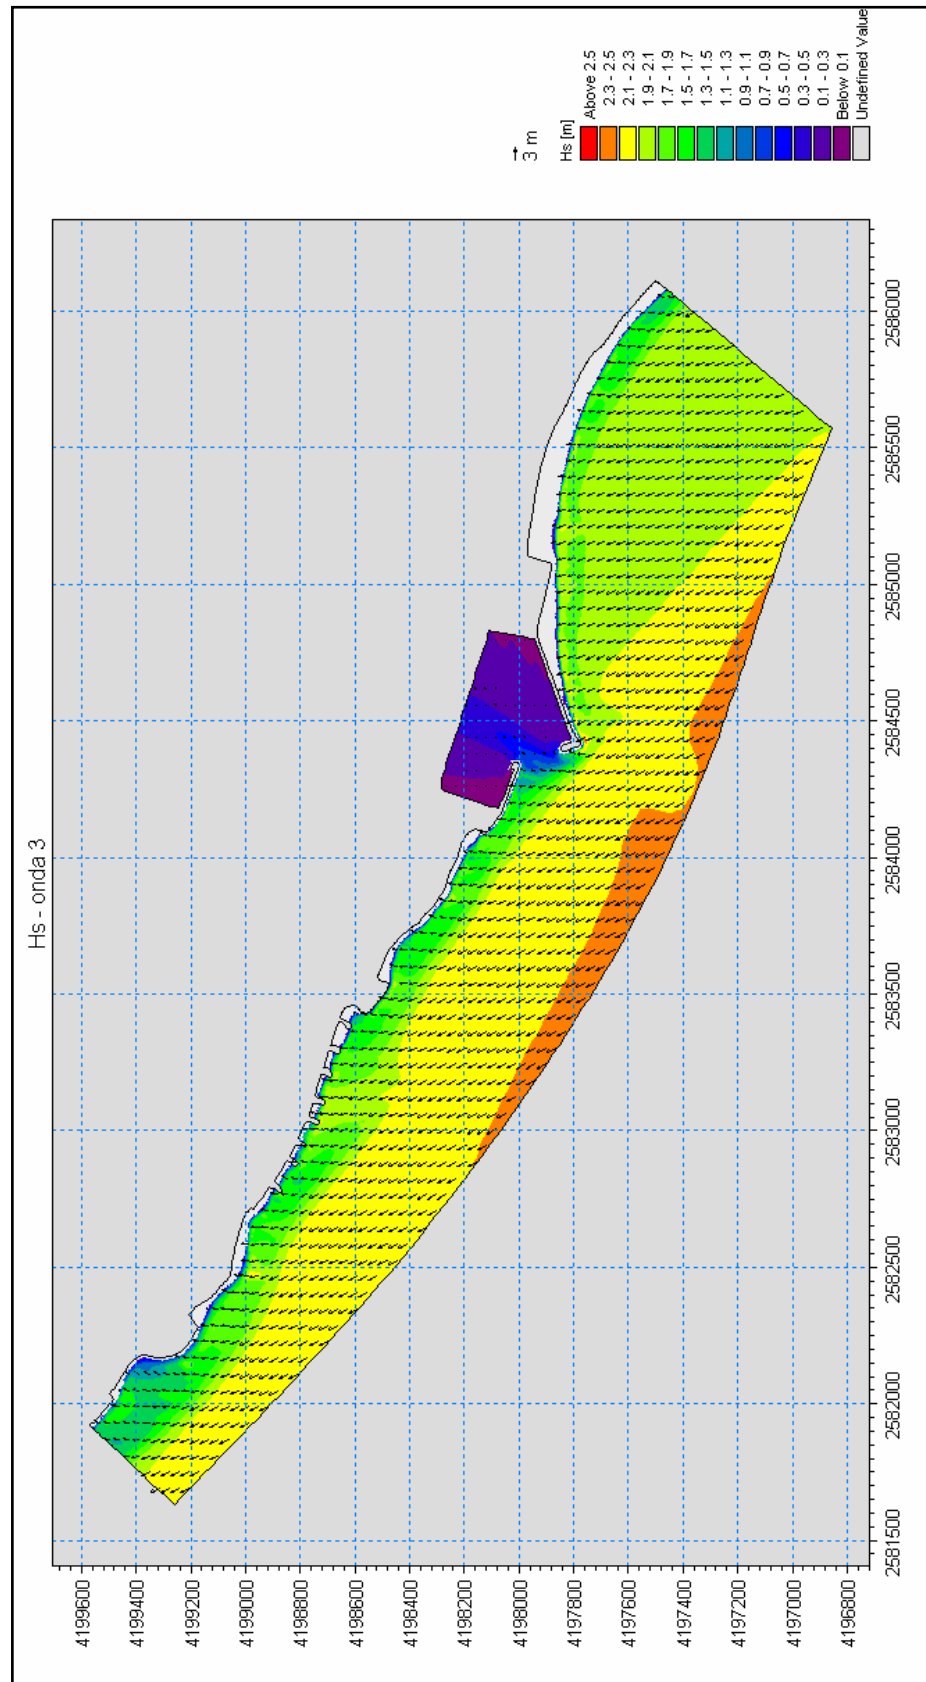 Hs - onda 3
4199600
4199400
4199200
4199000
4198800
4198600
4198400
4198200
4198000
4197800
4197600
4197400
4197200
4197000
4196800
2581500
2582000
2582500
2583000
2583500
2584000
2584500
2585000
2585500
2586000
3 m
Hs [m]
Above 2.5
2.3 - 2.5
2.1 - 2.3
1.9 - 2.1
1.7 - 1.9
1.5 - 1.7
1.3 - 1.5
1.1 - 1.3
0.9 - 1.1
0.7 - 0.9
0.5 - 0.7
0.3 - 0.5
0.1 - 0.3
Below 0.1
Undefined Value